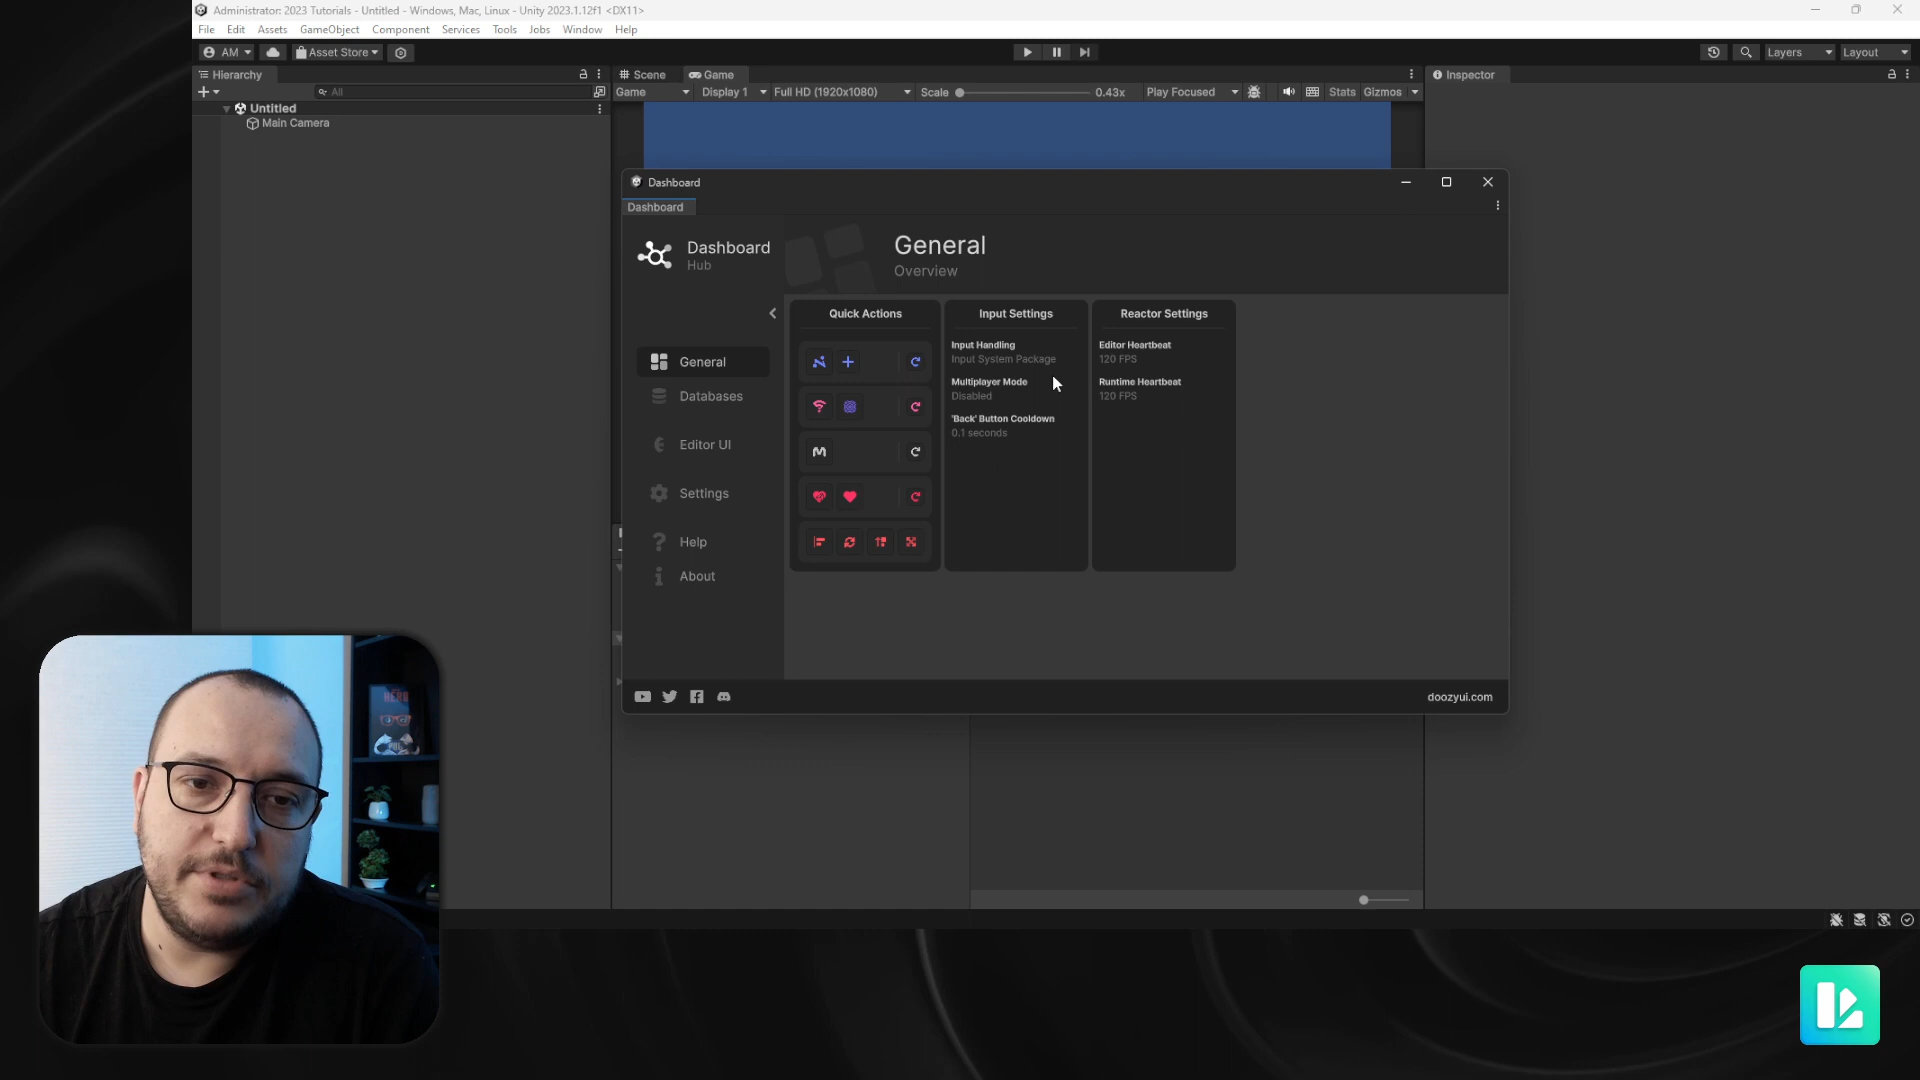 Administrator: 2023 Tutorials - Untitled - Windows, Mac, Linux - Unity 2023.1.12f1 <DX11>
File Edit Assets GameObject Component Services Tools Jobs Window Help
AM Asset Store Layers Layout
Hierarchy Scene Game Inspector
All Game Display 1 Full HD (1920x1080) Scale 0.43x Play Focused Stats Gizmos
Untitled
Main Camera
Dashboard
Dashboard
Dashboard
Hub
General
Overview
Quick Actions Input Settings Reactor Settings
General
Databases
Editor UI
Settings
Help
About
Input Handling
Input System Package
Multiplayer Mode
Disabled
'Back' Button Cooldown
0.1 seconds
Editor Heartbeat
120 FPS
Runtime Heartbeat
120 FPS
doozyui.com